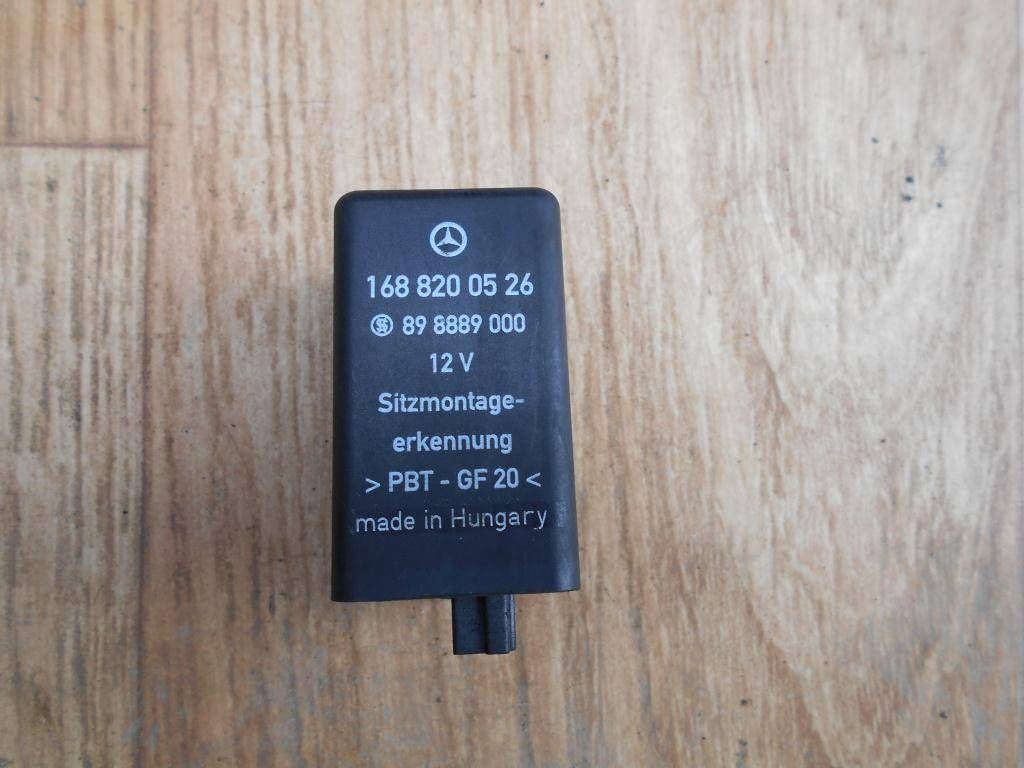 168 820 05 26
89 8889 000
12 V
Sitzmontage-
erkennung
> PBT - GF 20 <
made in Hungary